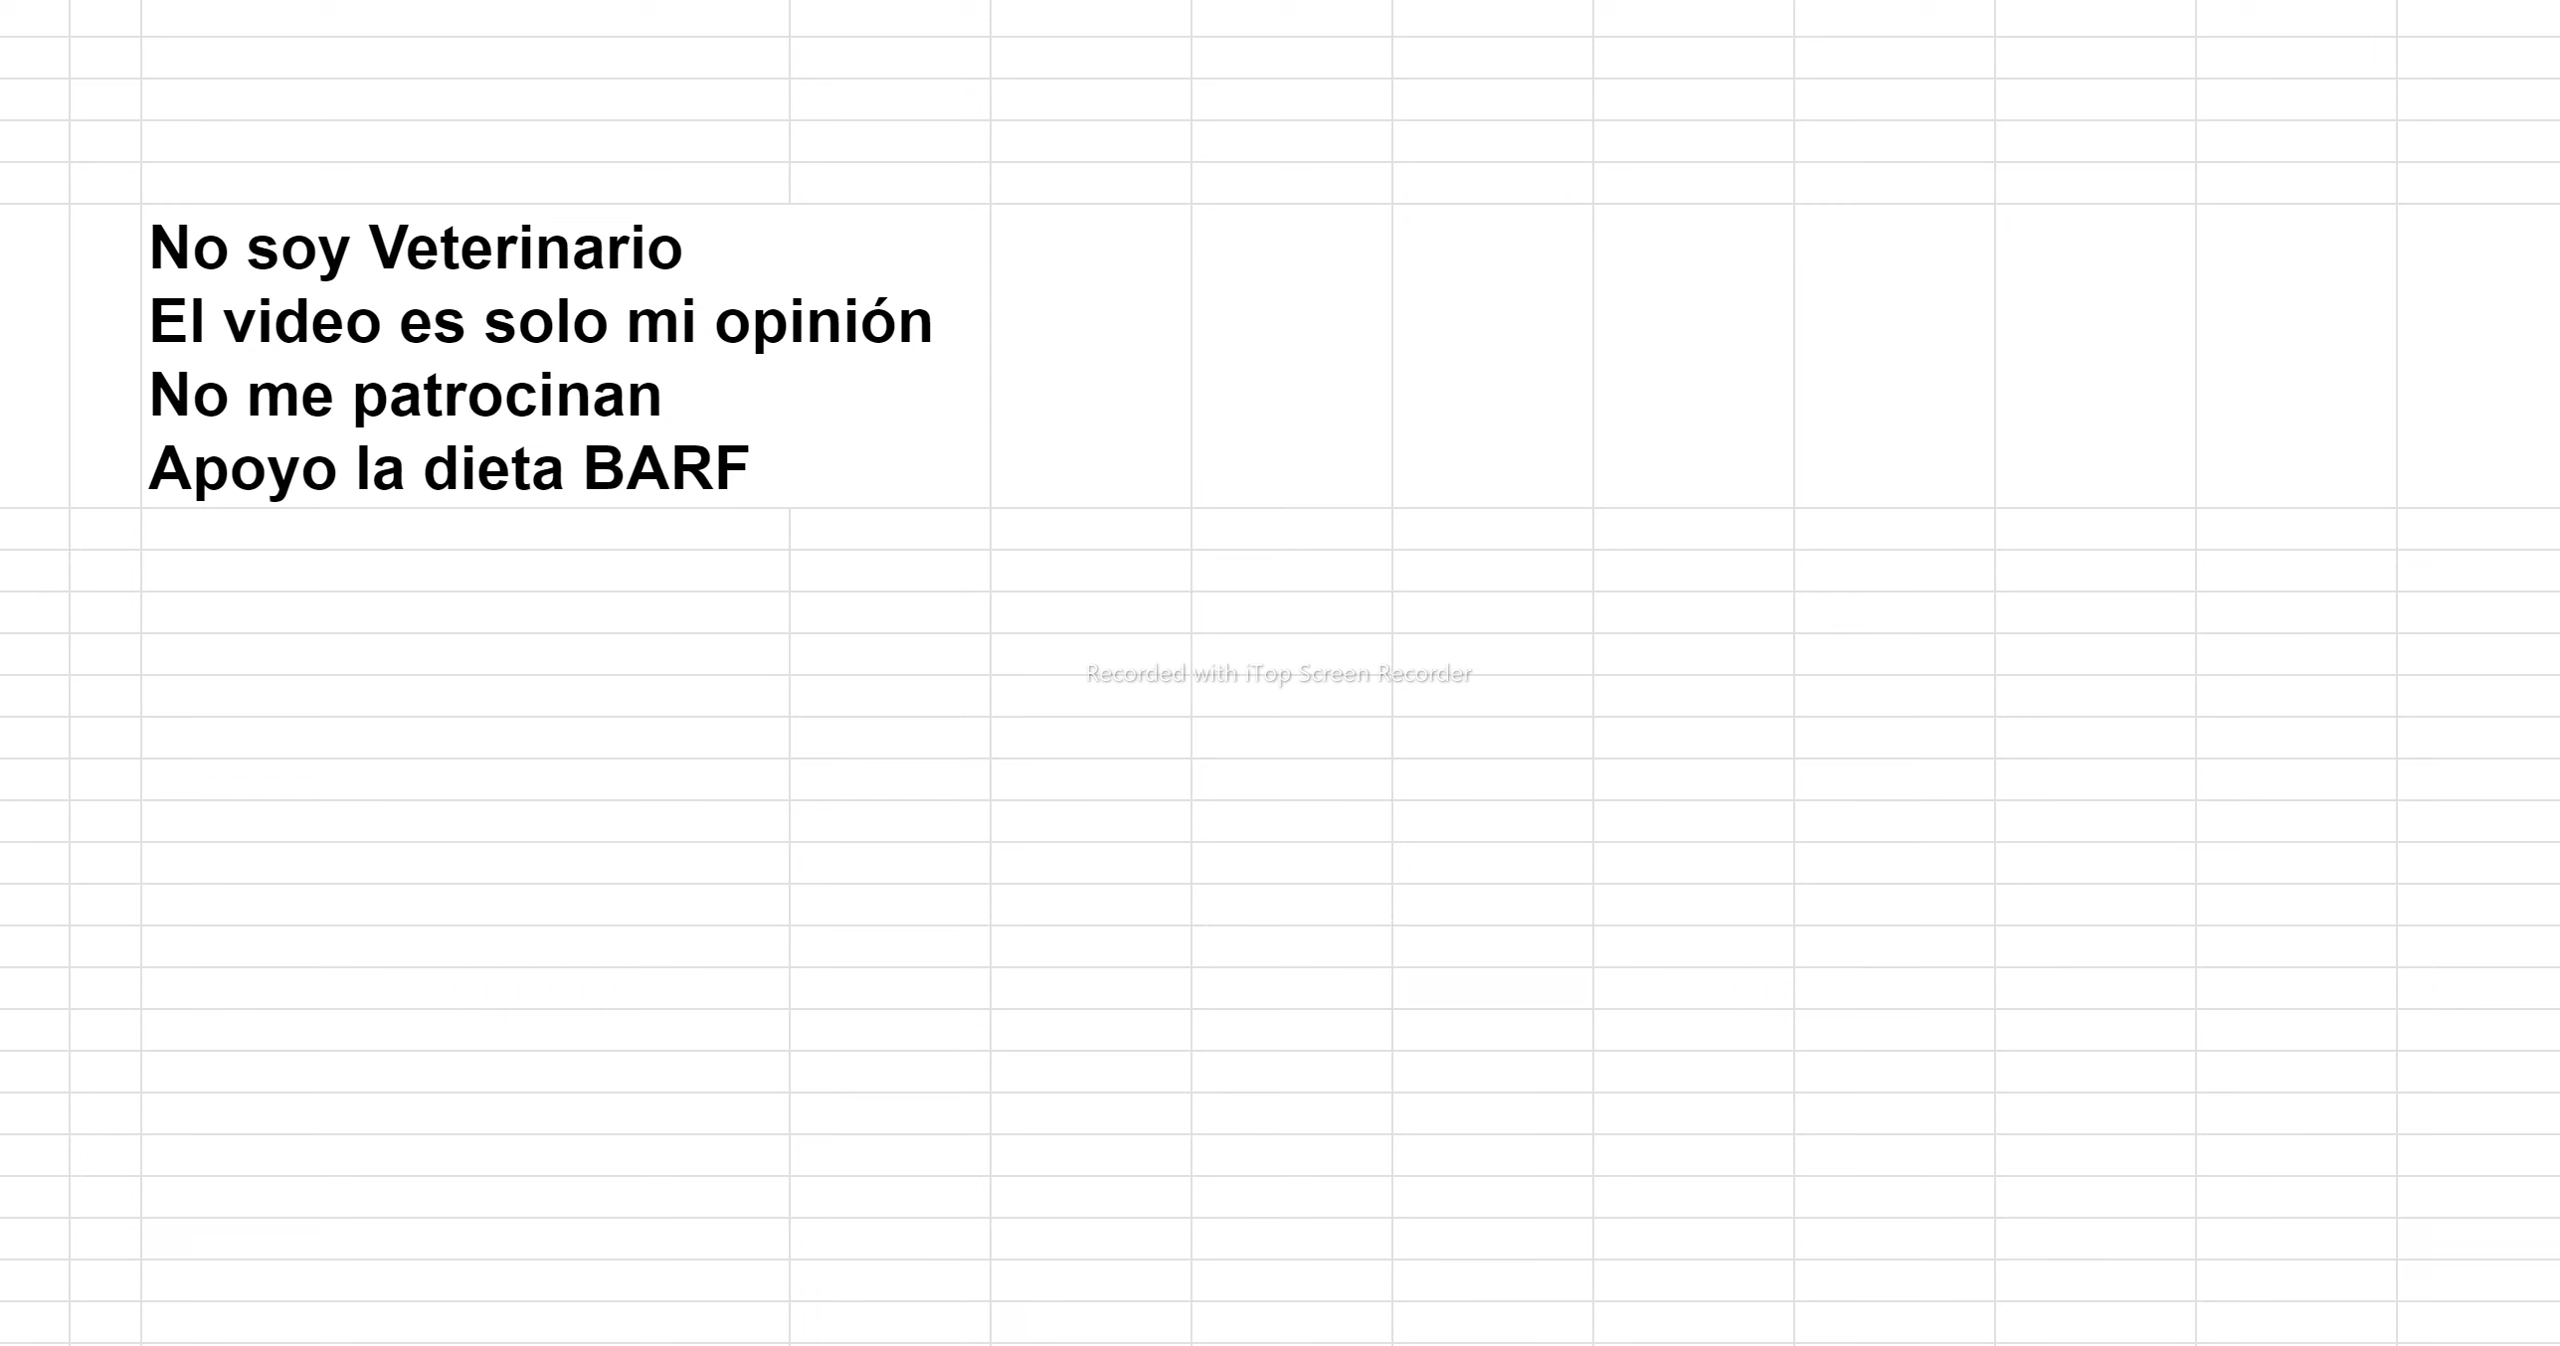 No soy Veterinario
El video es solo mi opinión
No me patrocinan
Apoyo la dieta BARF
Recorded with iTop Screen Recorder